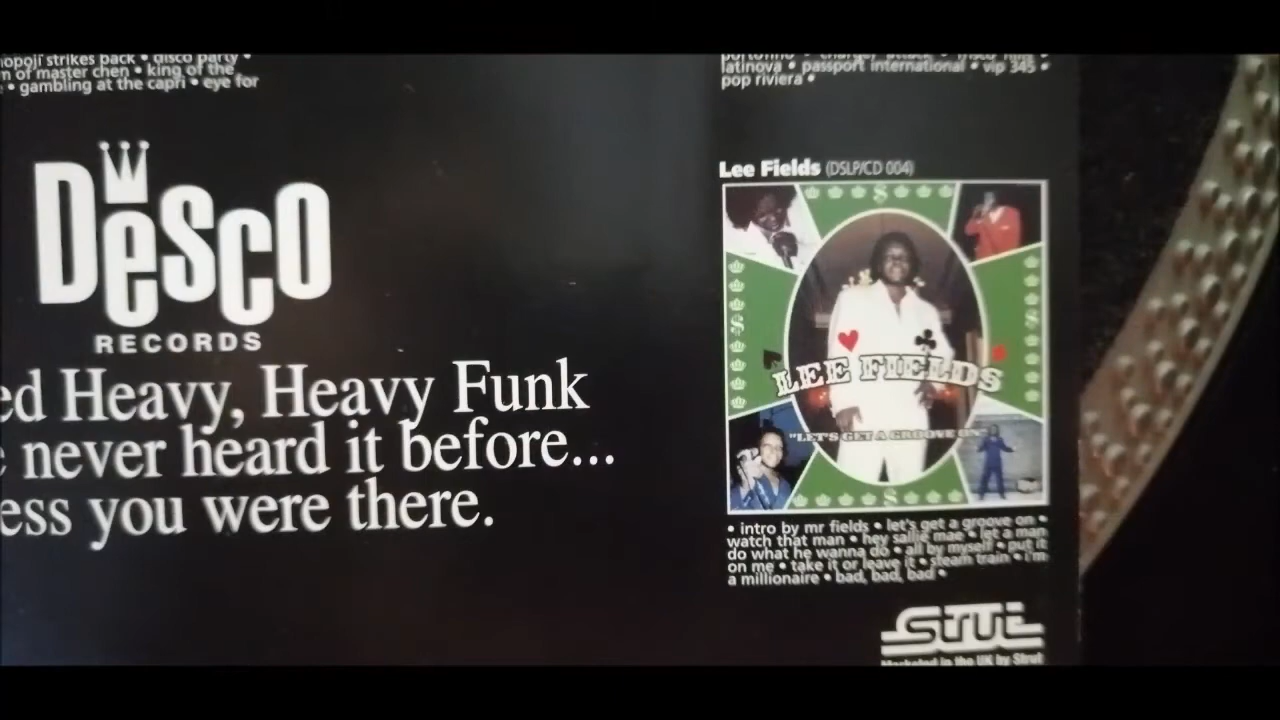 strikes back • disco party •
of master chen • king of the
• gambling at the capri • eye for
latinova • passport international • vip 345 •
pop riviera •
Desco
RECORDS
Heavy, Heavy Funk
never heard it before...
ess you were there.
Lee Fields (DSLP/CD 004)
LEE FIELDS
"LET'S GET A GROOVE ON"
• intro by mr fields • let's get a groove on •
watch that man • hey sallie mae • let a man
do what he wanna do • all by myself • put it
on me • take it or leave it • steam train • i'm
a millionaire • bad, bad, bad •
Strut
Marketed in the UK by Strut